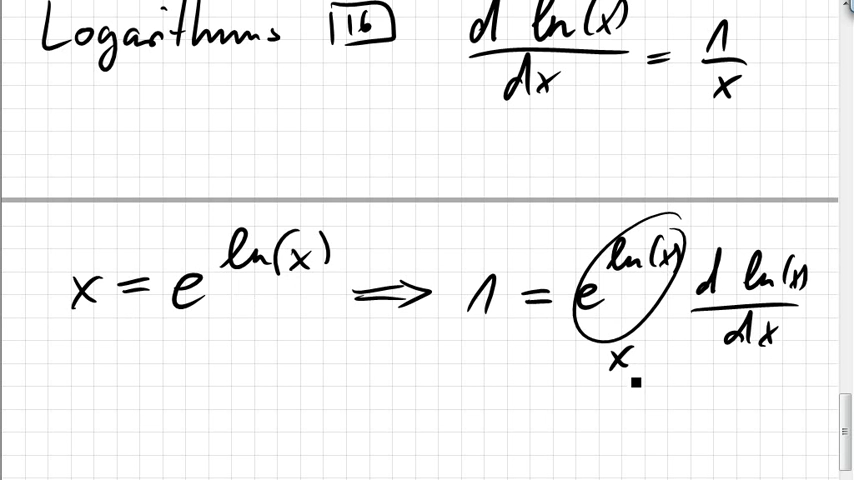 Logarithms 16 d ln(x)/dx = 1/x
x = e^ln(x) ⟹ 1 = e^ln(x) d ln(x)/dx
x